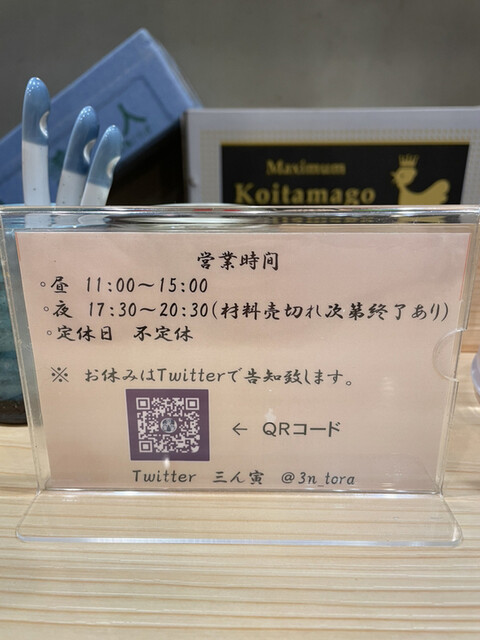 人
Maximum
Koitamago
営業時間
◦昼 11:00～15:00
◦夜 17:30～20:30(材料売切れ次第終了あり)
◦定休日 不定休
※ お休みはTwitterで告知致します。
← QRコード
Twitter 三ん寅 @3n_tora